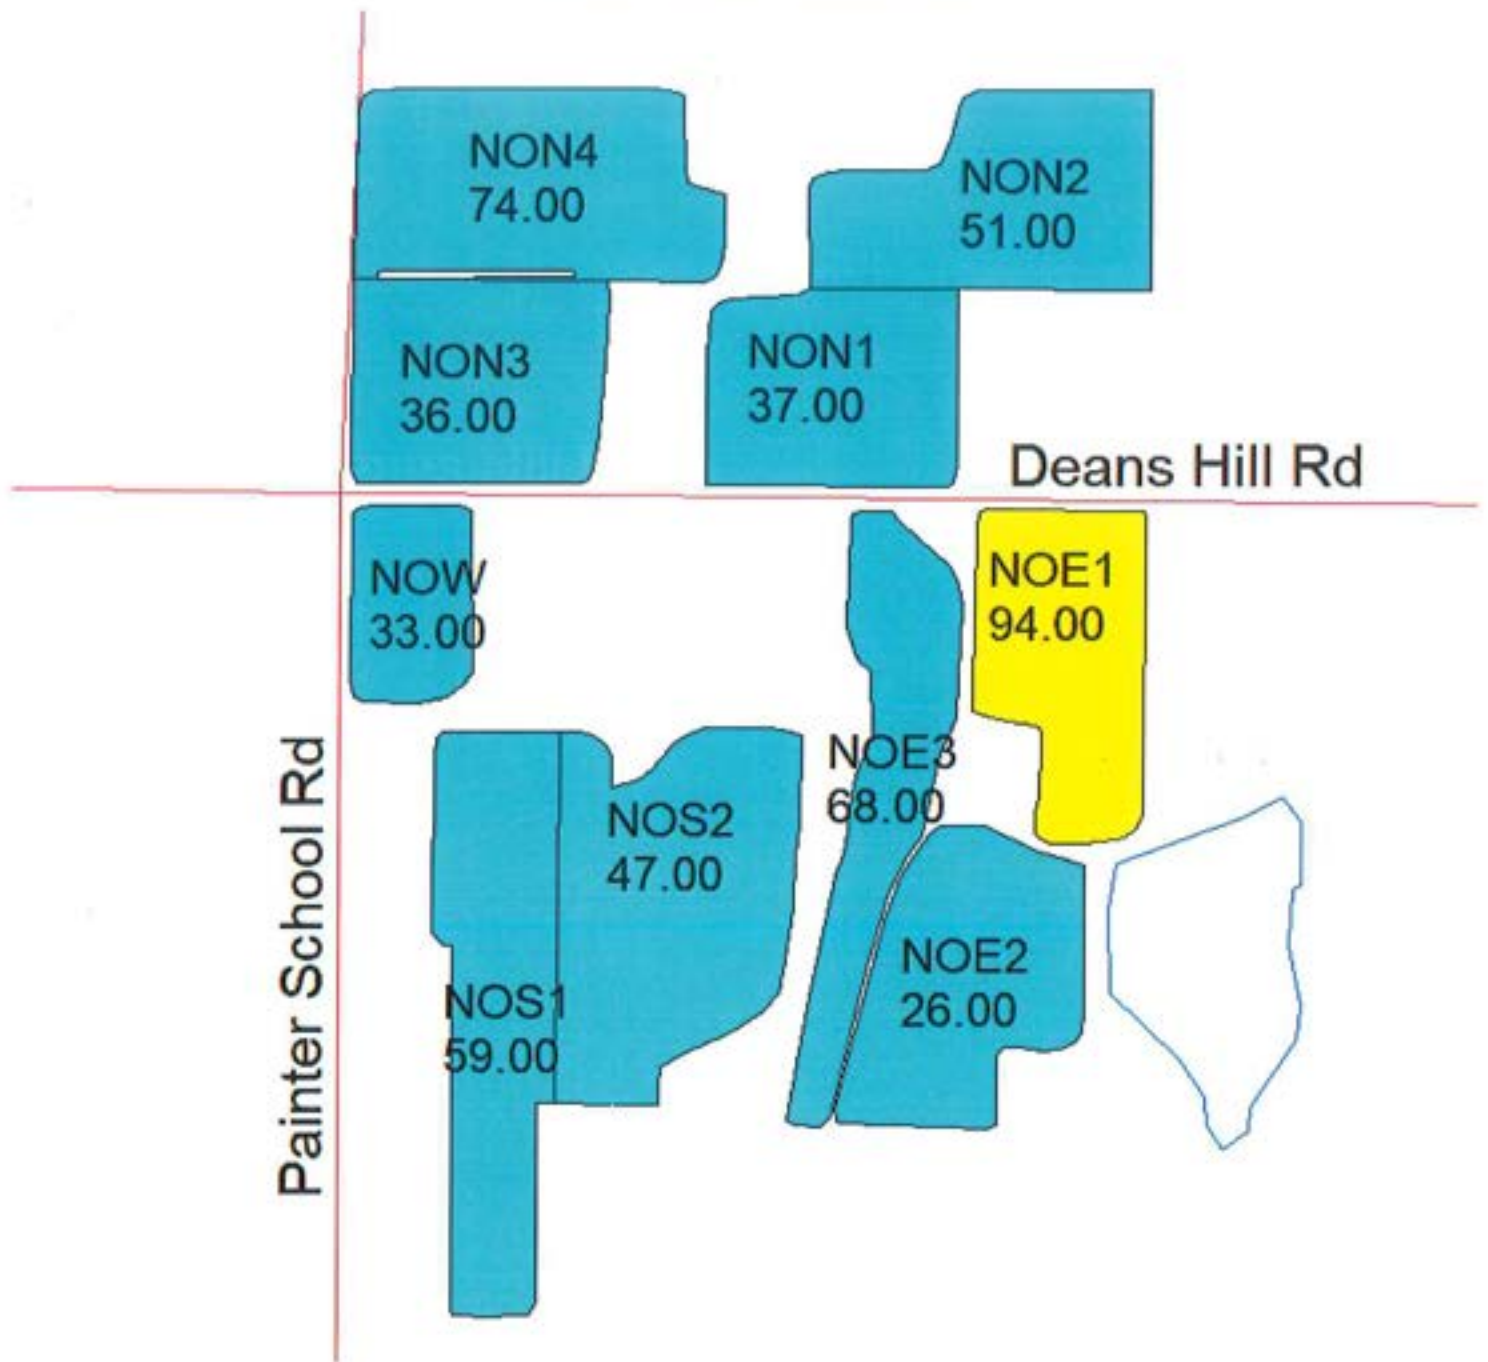 NON4
74.00
NON2
51.00
NON3
36.00
NON1
37.00
Deans Hill Rd
NOW
33.00
NOE1
94.00
NOE3
68.00
NOS2
47.00
NOE2
26.00
NOS1
59.00
Painter School Rd